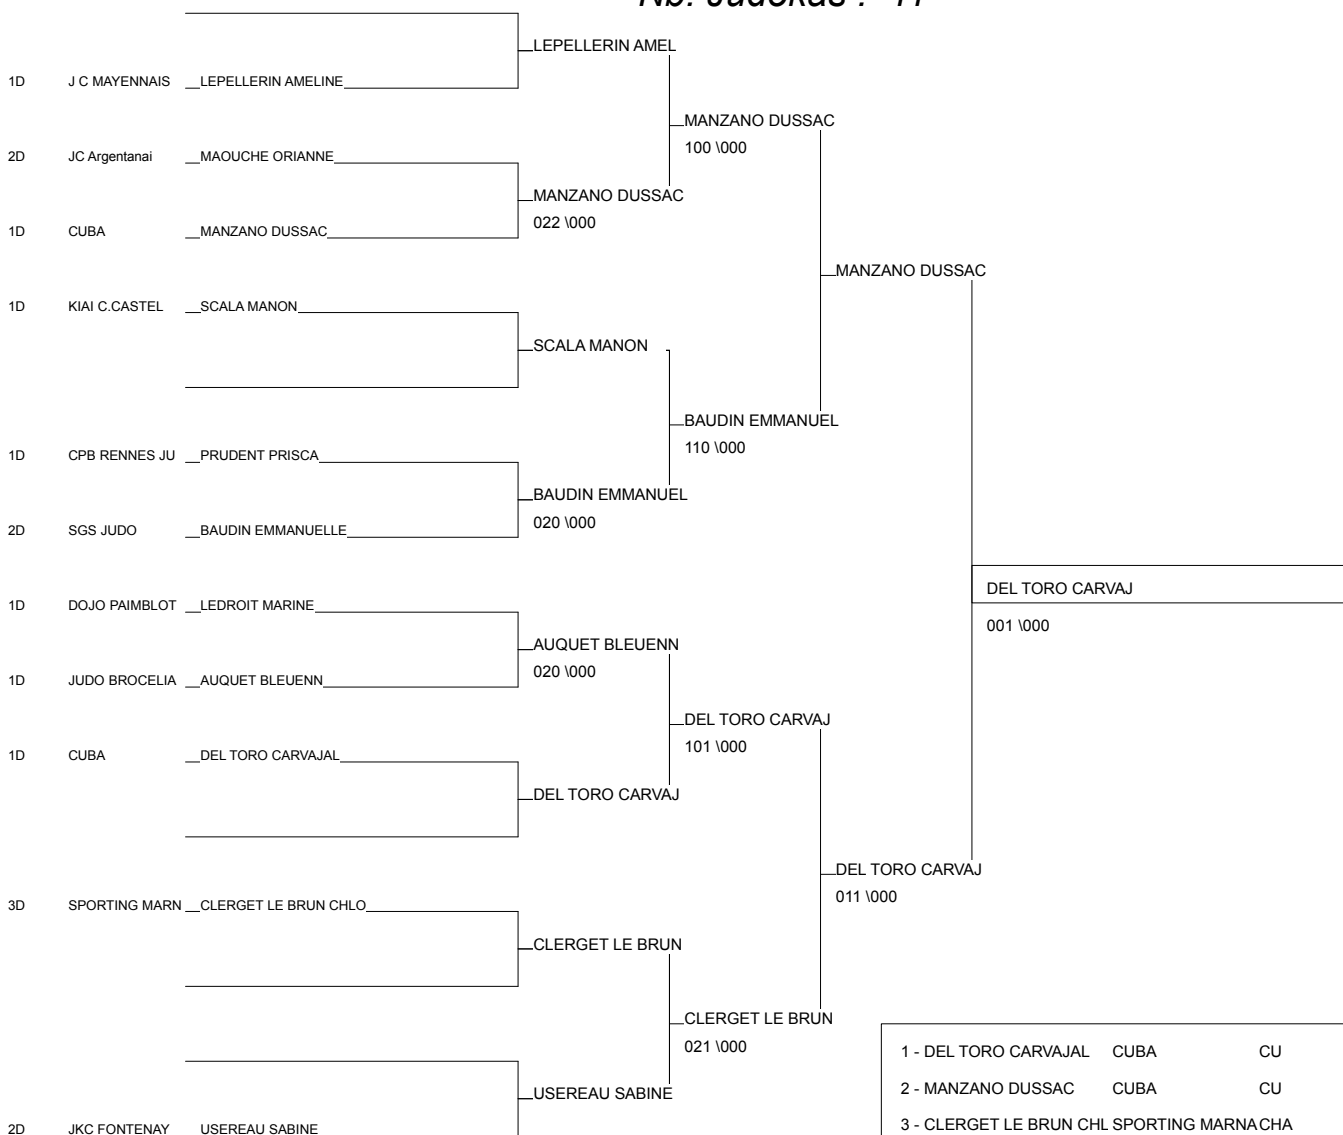 LEPELLERIN AMEL
1D J C MAYENNAIS LEPELLERIN AMELINE
MANZANO DUSSAC
100 \000
2D JC Argentanai MAOUCHE ORIANNE
MANZANO DUSSAC
022 \000
1D CUBA MANZANO DUSSAC
MANZANO DUSSAC
1D KIAI C.CASTEL SCALA MANON
SCALA MANON
BAUDIN EMMANUEL
110 \000
1D CPB RENNES JU PRUDENT PRISCA
BAUDIN EMMANUEL
020 \000
2D SGS JUDO BAUDIN EMMANUELLE
DEL TORO CARVAJ
001 \000
1D DOJO PAIMBLOT LEDROIT MARINE
AUQUET BLEUENN
020 \000
1D JUDO BROCELIA AUQUET BLEUENN
DEL TORO CARVAJ
101 \000
1D CUBA DEL TORO CARVAJAL
DEL TORO CARVAJ
DEL TORO CARVAJ
011 \000
3D SPORTING MARN CLERGET LE BRUN CHLO
CLERGET LE BRUN
CLERGET LE BRUN
021 \000
1 - DEL TORO CARVAJAL CUBA CU
2 - MANZANO DUSSAC CUBA CU
USEREAU SABINE
3 - CLERGET LE BRUN CHL SPORTING MARNA CHA
2D JKC FONTENAY USEREAU SABINE